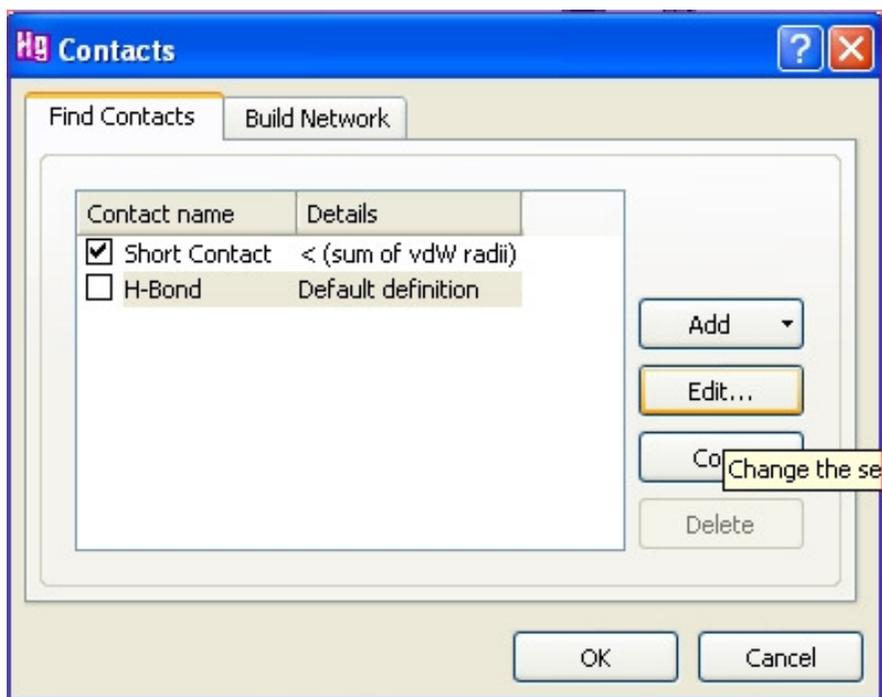 Hg Contacts
Find Contacts Build Network
Contact name Details
Short Contact < (sum of vdW radii)
H-Bond Default definition
Add
Edit...
Change the se
Delete
OK Cancel